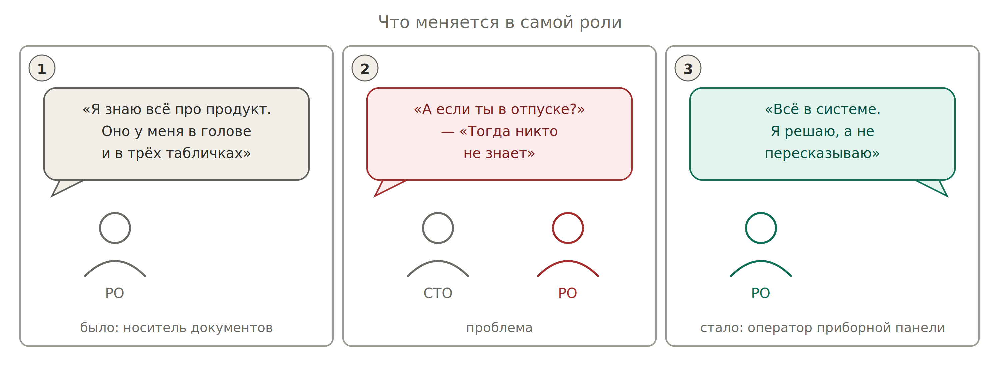 Что меняется в самой роли
1
«Я знаю всё про продукт.
Оно у меня в голове
и в трёх табличках»
PO
было: носитель документов
2
«А если ты в отпуске?»
— «Тогда никто
не знает»
CTO
PO
проблема
3
«Всё в системе.
Я решаю, а не
пересказываю»
PO
стало: оператор приборной панели